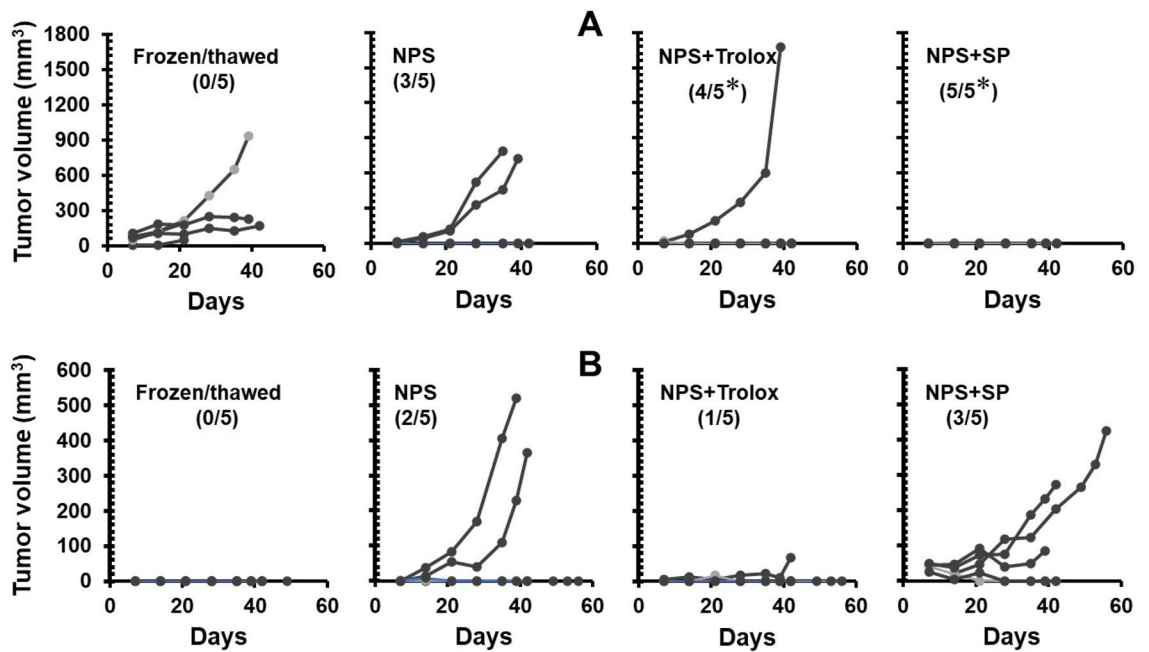 A
Tumor volume (mm³)
1800
1500
1200
900
600
300
0
Frozen/thawed
(0/5)
0 20 40 60
Days
NPS
(3/5)
0 20 40 60
Days
NPS+Trolox
(4/5*)
0 20 40 60
Days
NPS+SP
(5/5*)
0 20 40 60
Days
B
Tumor volume (mm³)
600
500
400
300
200
100
0
Frozen/thawed
(0/5)
0 20 40 60
Days
NPS
(2/5)
0 20 40 60
Days
NPS+Trolox
(1/5)
0 20 40 60
Days
NPS+SP
(3/5)
0 20 40 60
Days